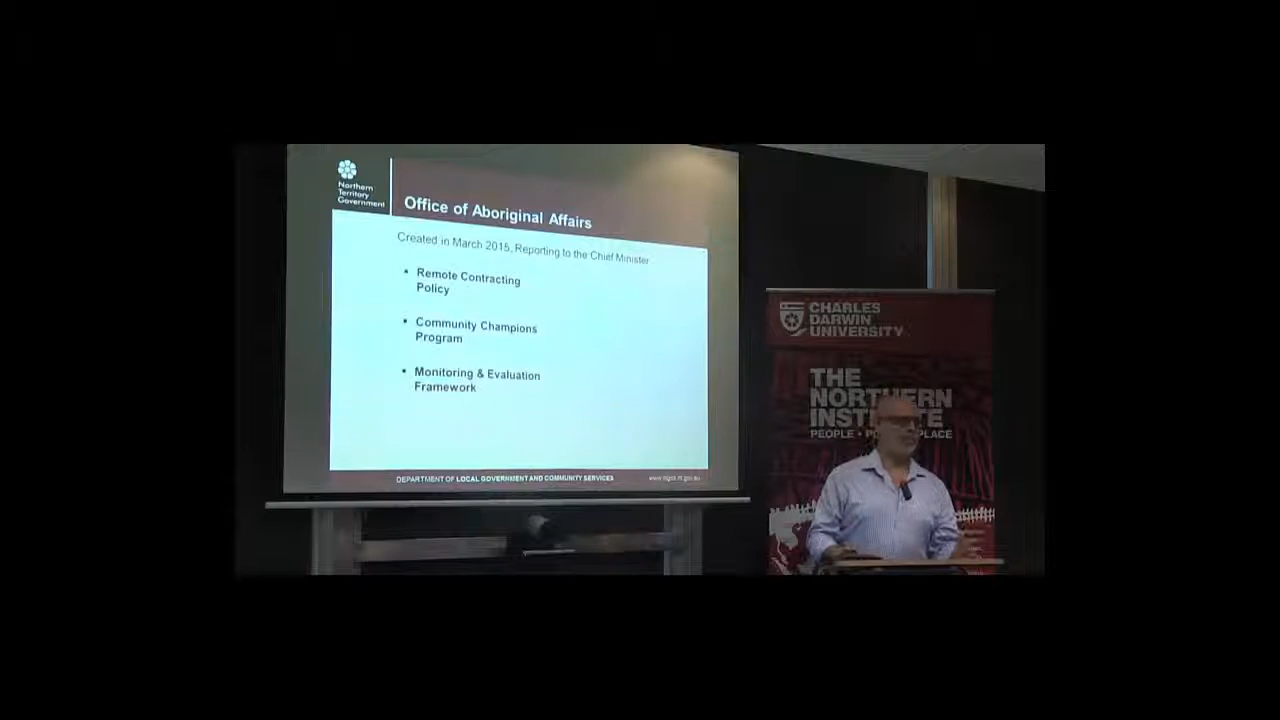 Northern
Territory
Government
Office of Aboriginal Affairs
Created in March 2015, Reporting to the Chief Minister
▪ Remote Contracting
Policy
▪ Community Champions
Program
▪ Monitoring & Evaluation
Framework
DEPARTMENT OF LOCAL GOVERNMENT AND COMMUNITY SERVICES
CHARLES
DARWIN
UNIVERSITY
THE
NORTHERN
PEOPLE •
PLACE